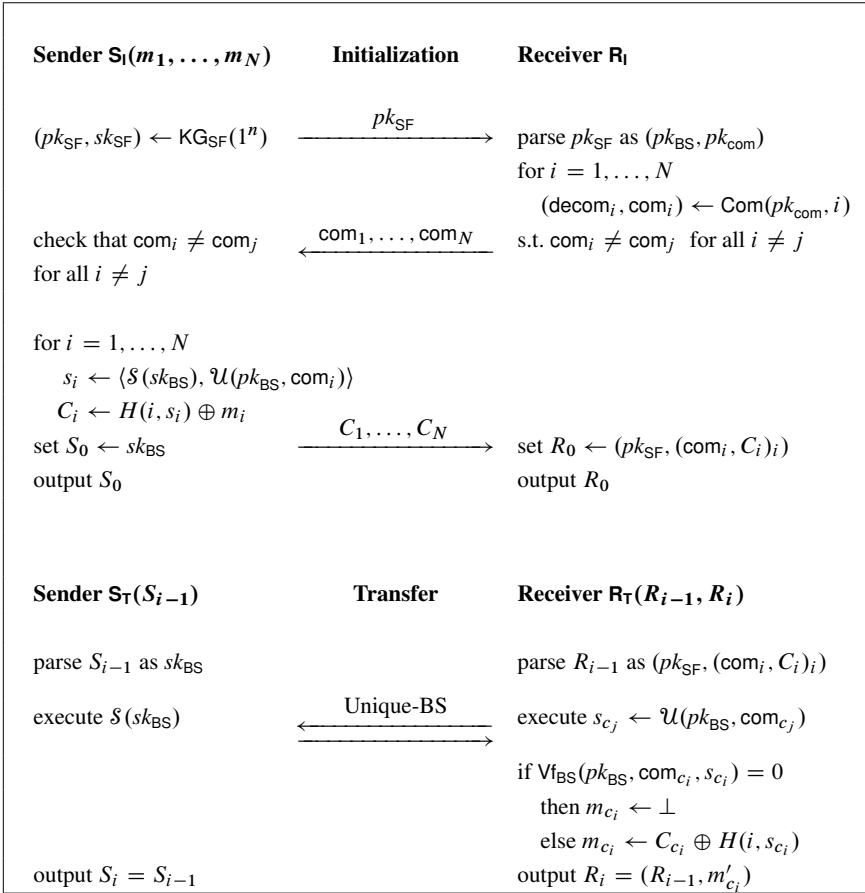 Sender S_I(m_1, . . . , m_N) Initialization Receiver R_I
(pk_SF, sk_SF) ← KG_SF(1^n) pk_SF parse pk_SF as (pk_BS, pk_com)
for i = 1, . . . , N
(decom_i, com_i) ← Com(pk_com, i)
check that com_i ≠ com_j com_1, . . . , com_N s.t. com_i ≠ com_j for all i ≠ j
for all i ≠ j
for i = 1, . . . , N
s_i ← ⟨𝒮(sk_BS), 𝒰(pk_BS, com_i)⟩
C_i ← H(i, s_i) ⊕ m_i
set S_0 ← sk_BS C_1, . . . , C_N set R_0 ← (pk_SF, (com_i, C_i)_i)
output S_0 output R_0
Sender S_T(S_{i−1}) Transfer Receiver R_T(R_{i−1}, R_i)
parse S_{i−1} as sk_BS parse R_{i−1} as (pk_SF, (com_i, C_i)_i)
execute 𝒮(sk_BS) Unique-BS execute s_{c_j} ← 𝒰(pk_BS, com_{c_j})
if Vf_BS(pk_BS, com_{c_i}, s_{c_i}) = 0
then m_{c_i} ← ⊥
else m_{c_i} ← C_{c_i} ⊕ H(i, s_{c_i})
output S_i = S_{i−1} output R_i = (R_{i−1}, m′_{c_i})